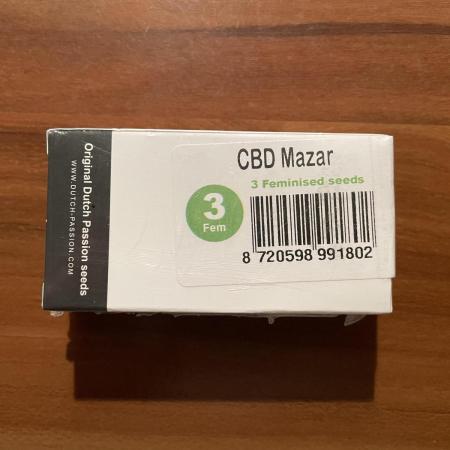 Original Dutch Passion seeds
WWW.DUTCH-PASSION.COM
CBD Mazar
3 Feminised seeds
3
Fem
8 720598 991802